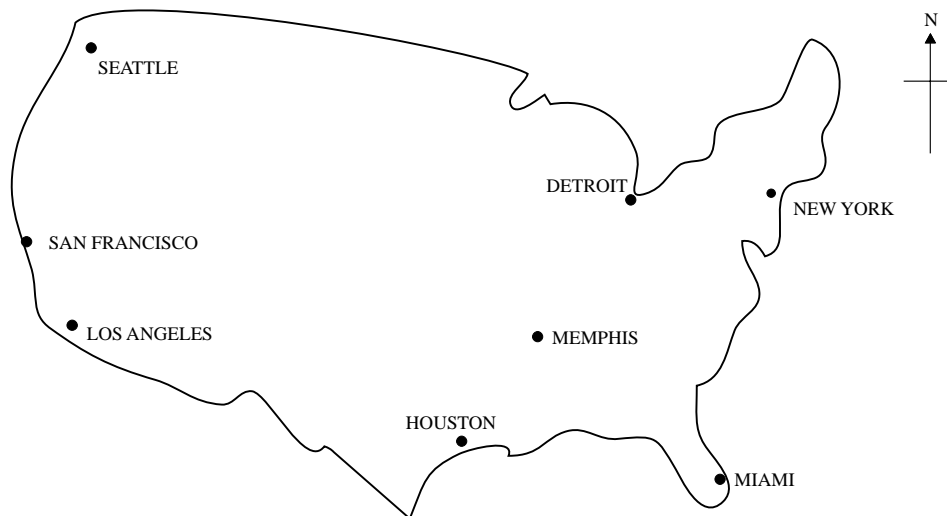 N
SEATTLE
DETROIT
NEW YORK
SAN FRANCISCO
LOS ANGELES
MEMPHIS
HOUSTON
MIAMI